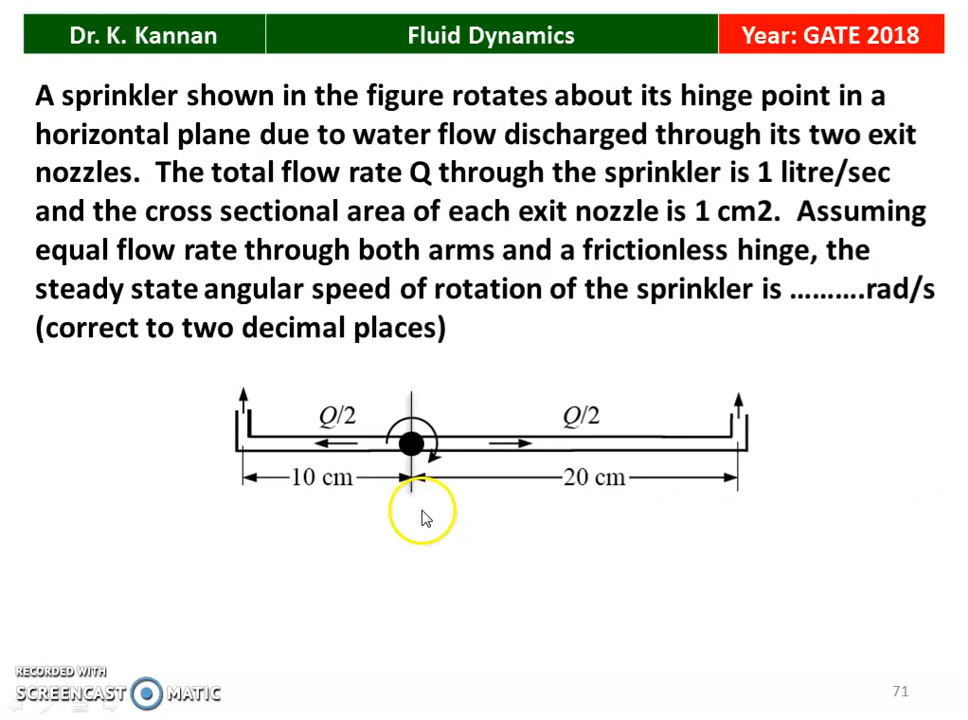 Dr. K. Kannan
Fluid Dynamics
Year: GATE 2018
A sprinkler shown in the figure rotates about its hinge point in a
horizontal plane due to water flow discharged through its two exit
nozzles. The total flow rate Q through the sprinkler is 1 litre/sec
and the cross sectional area of each exit nozzle is 1 cm2. Assuming
equal flow rate through both arms and a frictionless hinge, the
steady state angular speed of rotation of the sprinkler is ……….rad/s
(correct to two decimal places)
Q/2
Q/2
10 cm
20 cm
RECORDED WITH
SCREENCAST MATIC
71